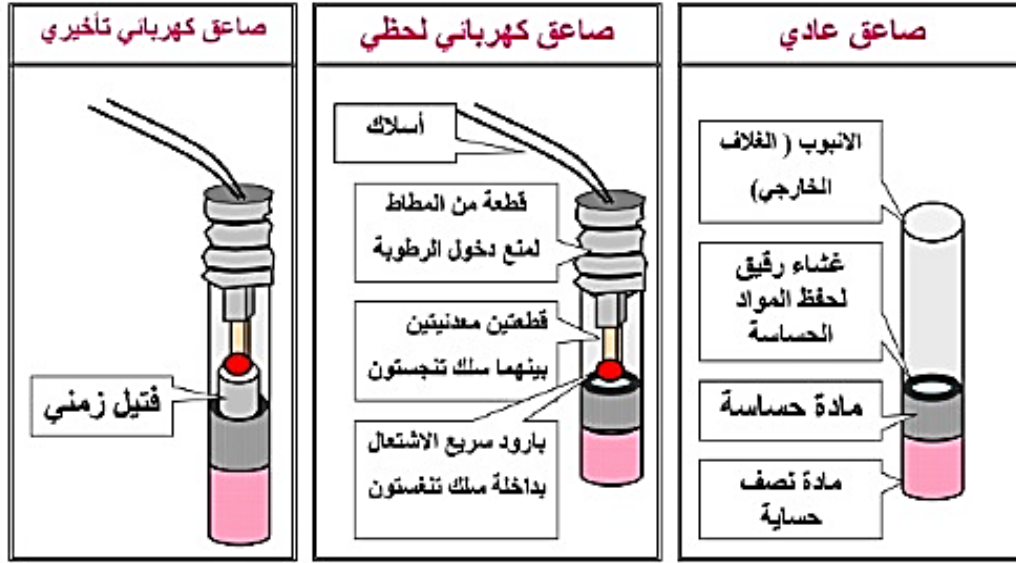 صاعق عادي
الانبوب ( الغلاف
الخارجي)
غشاء رقيق
لحفظ المواد
الحساسة
مادة حساسة
مادة نصف
حساية
صاعق كهربائي لحظي
أسلاك
قطعة من المطاط
لمنع دخول الرطوبة
قطعتين معدنيتين
بينهما سلك تنجستون
بارود سريع الاشتعال
بداخلة سلك تنغستون
صاعق كهربائي تأخيري
فتيل زمني